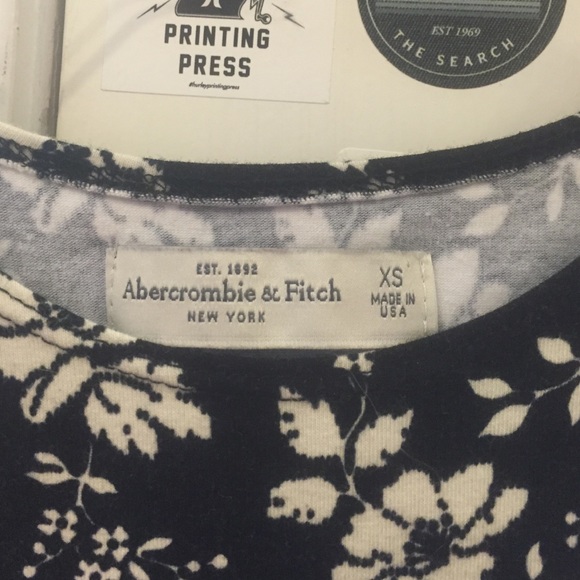 PRINTING
PRESS
#hurleyprintingpress
EST 1969
THE SEARCH
EST. 1892
Abercrombie & Fitch
NEW YORK
XS
MADE IN
USA